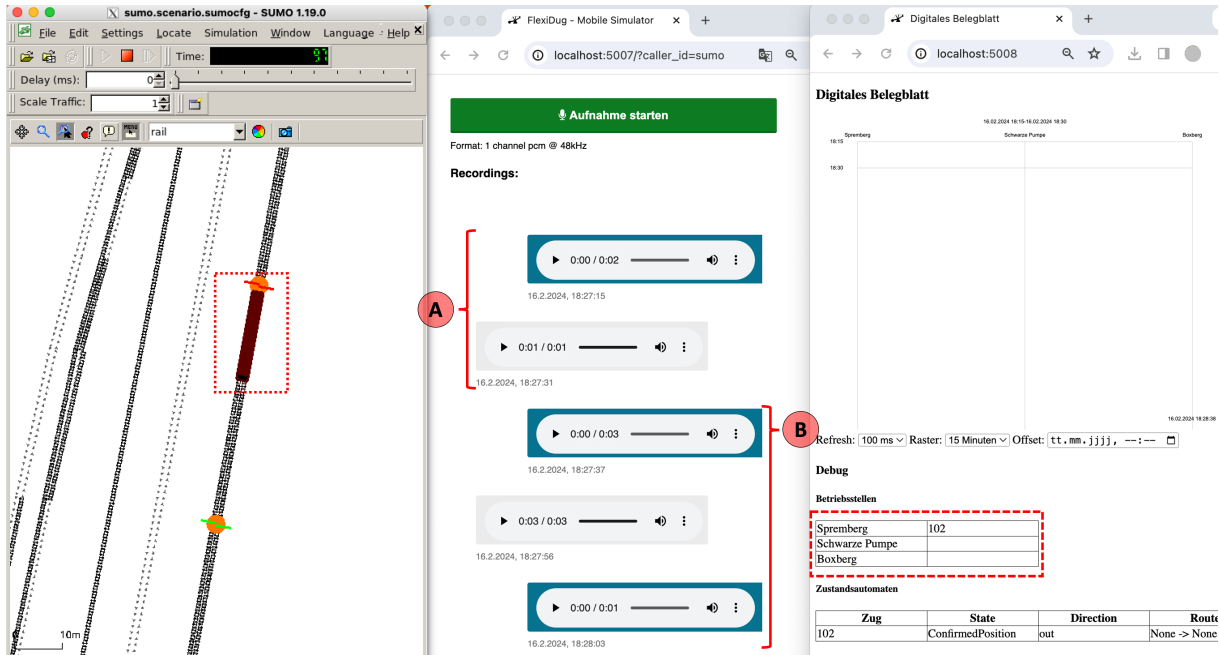 sumo.scenario.sumocfg - SUMO 1.19.0
File Edit Settings Locate Simulation Window Language Help
Time: 97
Delay (ms): 0
Scale Traffic: 1
MENU rail
10m
FlexiDug - Mobile Simulator
localhost:5007/?caller_id=sumo
Aufnahme starten
Format: 1 channel pcm @ 48kHz
Recordings:
A
0:00 / 0:02
16.2.2024, 18:27:15
0:01 / 0:01
16.2.2024, 18:27:31
B
0:00 / 0:03
16.2.2024, 18:27:37
0:03 / 0:03
16.2.2024, 18:27:56
0:00 / 0:01
16.2.2024, 18:28:03
Digitales Belegblatt
localhost:5008
Digitales Belegblatt
16.02.2024 18:15-16.02.2024 18:30
Spremberg Schwarze Pumpe Boxberg
18:15
18:30
16.02.2024 18:28:38
Refresh: 100 ms Raster: 15 Minuten Offset: tt.mm.jjjj, --:--
Debug
Betriebsstellen
Spremberg 102
Schwarze Pumpe
Boxberg
Zustandsautomaten
Zug State Direction Route
102 ConfirmedPosition out None -> None